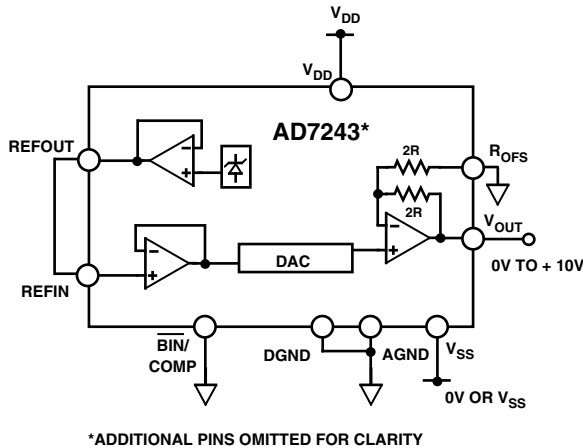 VDD
VDD
AD7243*
REFOUT
2R
ROFS
2R
VOUT
DAC
0V TO + 10V
REFIN
BIN/
COMP
DGND
AGND
VSS
0V OR VSS
*ADDITIONAL PINS OMITTED FOR CLARITY